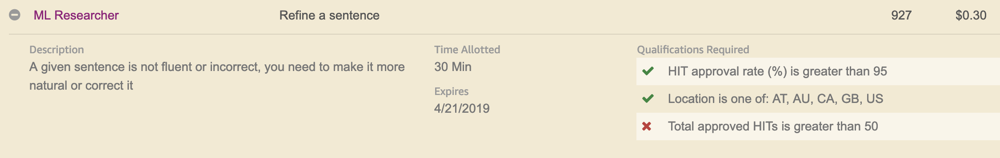 ML Researcher Refine a sentence 927 $0.30
Description
A given sentence is not fluent or incorrect, you need to make it more
natural or correct it
Time Allotted
30 Min
Expires
4/21/2019
Qualifications Required
HIT approval rate (%) is greater than 95
Location is one of: AT, AU, CA, GB, US
Total approved HITs is greater than 50